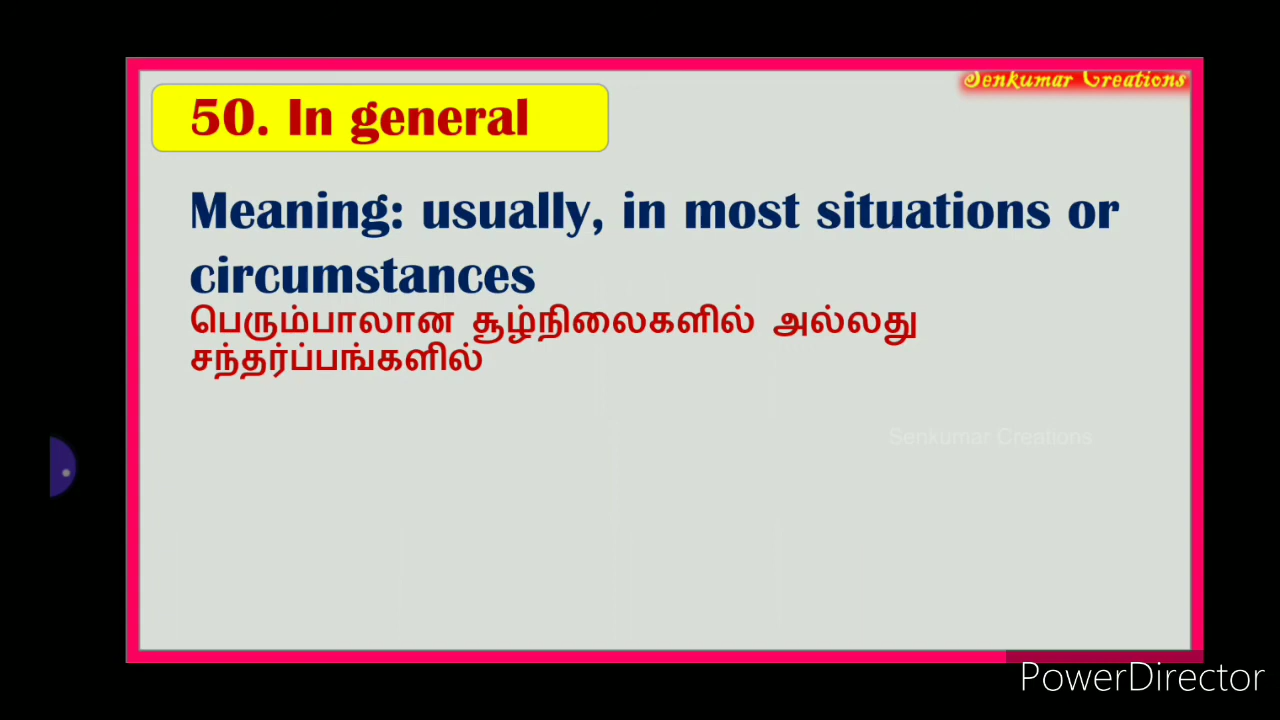 Senkumar Creations
50. In general
Meaning: usually, in most situations or
circumstances
பெரும்பாலான சூழ்நிலைகளில் அல்லது
சந்தர்ப்பங்களில்
Senkumar Creations
PowerDirector